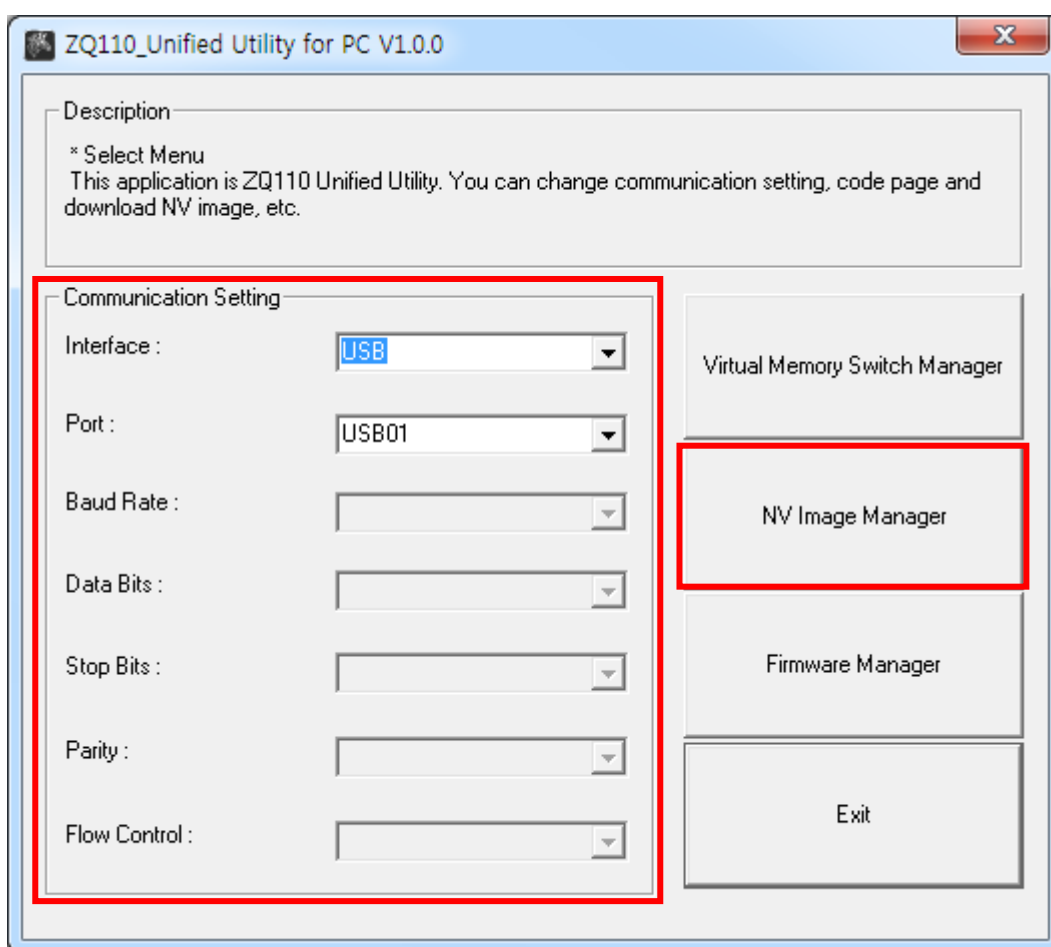 ZQ110_Unified Utility for PC V1.0.0
Description
* Select Menu
This application is ZQ110 Unified Utility. You can change communication setting, code page and
download NV image, etc.
Communication Setting
Interface :
USB
Port :
USB01
Baud Rate :
Data Bits :
Stop Bits :
Parity :
Flow Control :
Virtual Memory Switch Manager
NV Image Manager
Firmware Manager
Exit